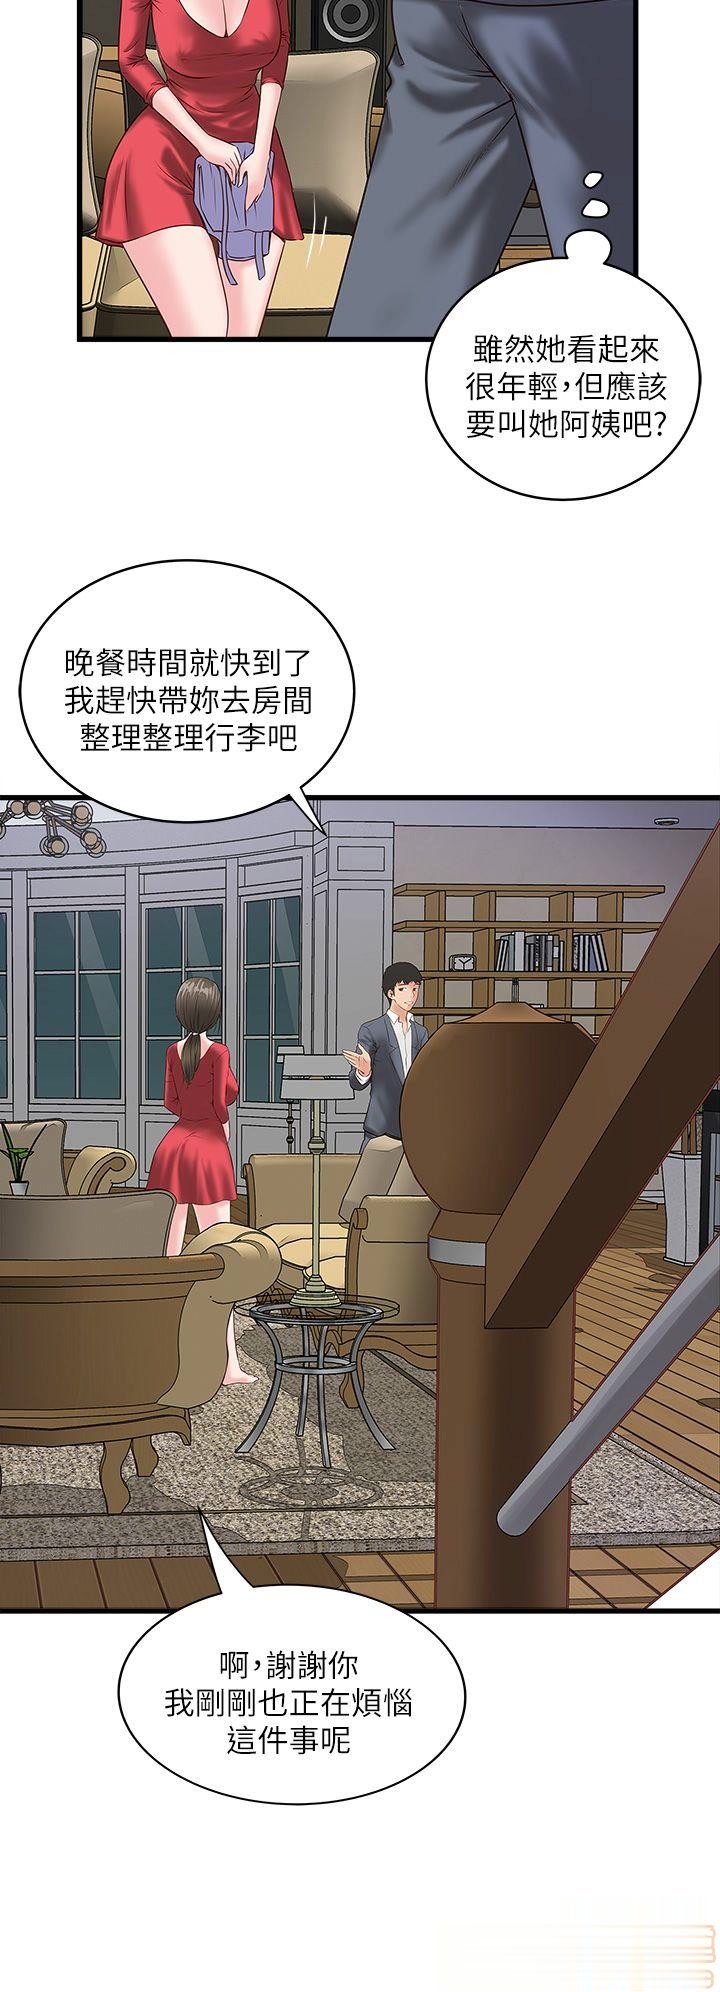 雖然她看起來
很年輕，但應該
要叫她阿姨吧?
晚餐時間就快到了
我趕快帶妳去房間
整理整理行李吧
啊，謝謝你
我剛剛也正在煩惱
這件事呢